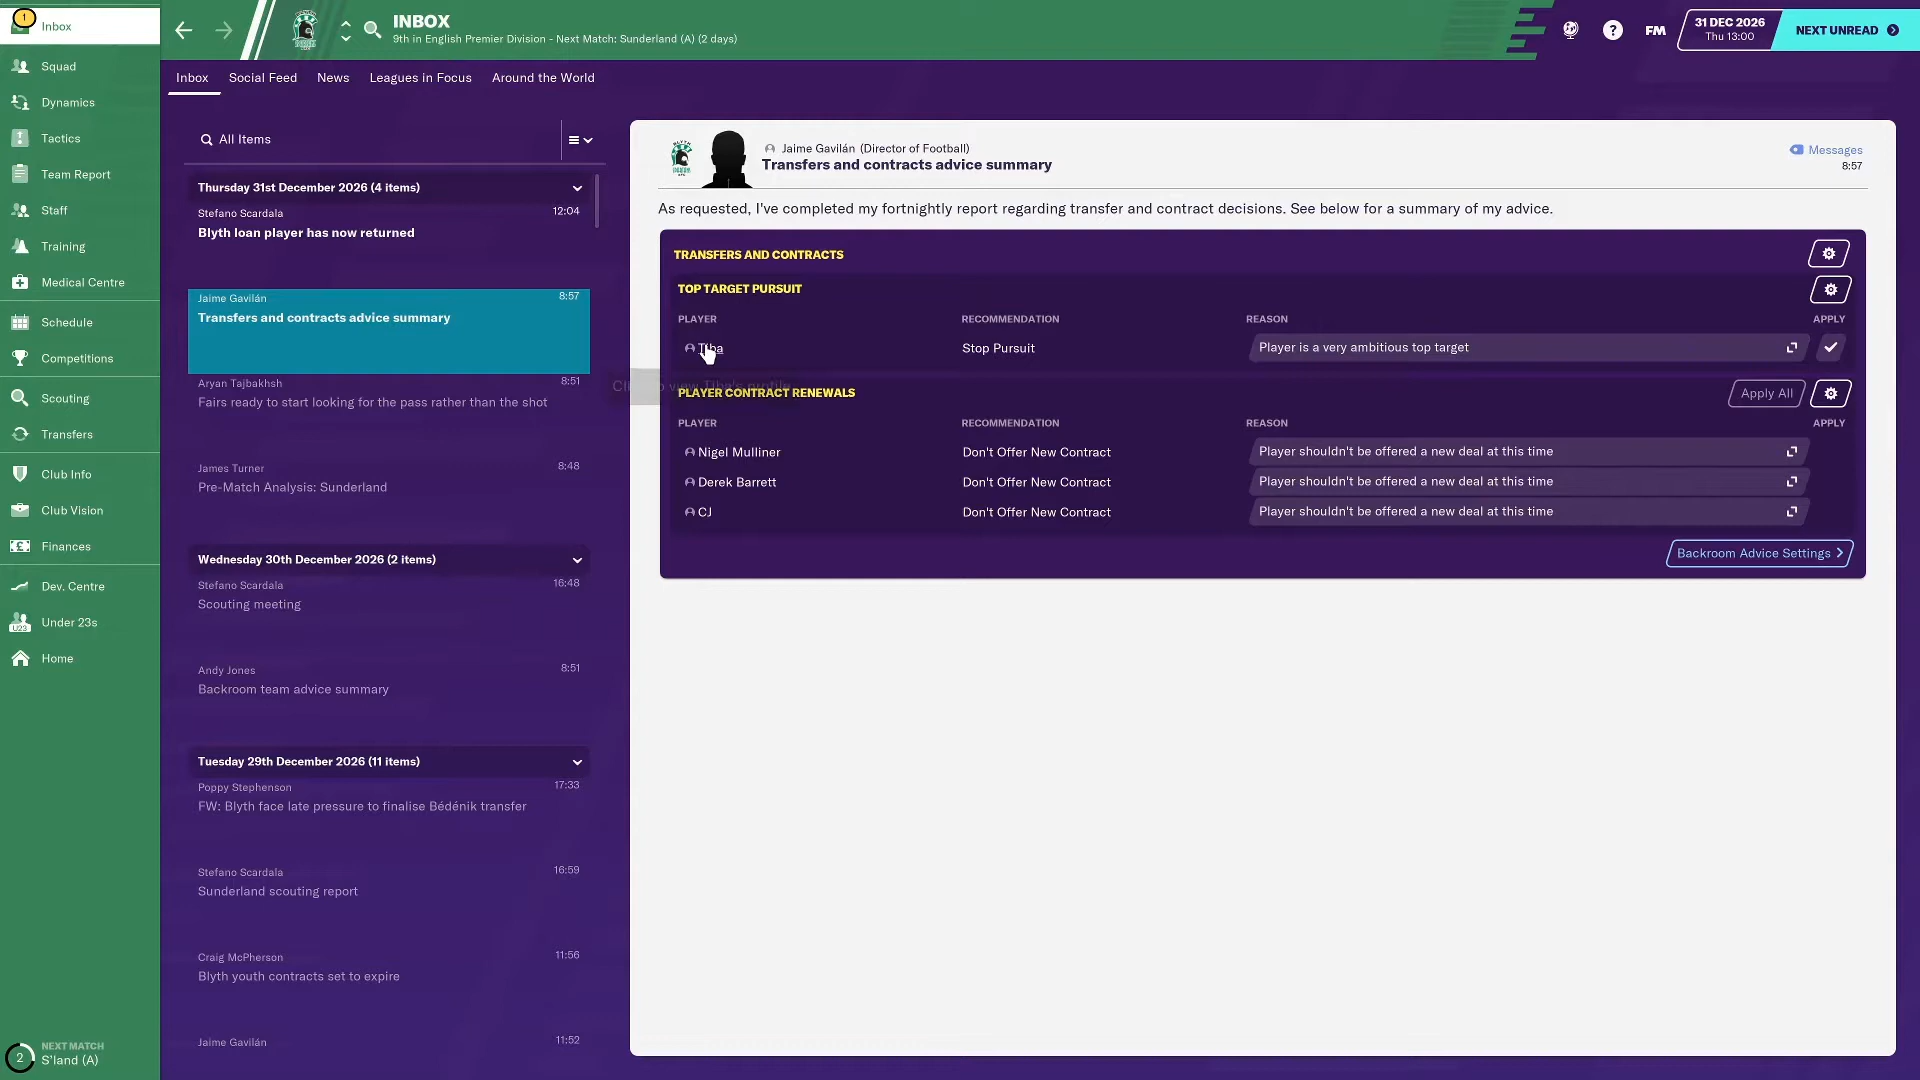 1
Inbox
Squad
Dynamics
Tactics
Team Report
Staff
Training
Medical Centre
Schedule
Competitions
Scouting
Transfers
Club Info
Club Vision
Finances
Dev. Centre
U23
Under 23s
Home
2
NEXT MATCH
S'land (A)
INBOX
9th in English Premier Division - Next Match: Sunderland (A) (2 days)
?
FM
31 DEC 2026
Thu 13:00
NEXT UNREAD
Inbox Social Feed News Leagues in Focus Around the World
All Items
Thursday 31st December 2026 (4 items)
Stefano Scardala 12:04
Blyth loan player has now returned
Jaime Gavilán 8:57
Transfers and contracts advice summary
Aryan Tajbakhsh 8:51
Fairs ready to start looking for the pass rather than the shot
James Turner 8:48
Pre-Match Analysis: Sunderland
Wednesday 30th December 2026 (2 items)
Stefano Scardala 16:48
Scouting meeting
Andy Jones 8:51
Backroom team advice summary
Tuesday 29th December 2026 (11 items)
Poppy Stephenson 17:33
FW: Blyth face late pressure to finalise Bédénik transfer
Stefano Scardala 16:59
Sunderland scouting report
Craig McPherson 11:56
Blyth youth contracts set to expire
Jaime Gavilán 11:52
Jaime Gavilán (Director of Football)
Transfers and contracts advice summary
Messages
8:57
As requested, I've completed my fortnightly report regarding transfer and contract decisions. See below for a summary of my advice.
TRANSFERS AND CONTRACTS
TOP TARGET PURSUIT
PLAYER RECOMMENDATION REASON APPLY
Stop Pursuit Player is a very ambitious top target
PLAYER CONTRACT RENEWALS Apply All
PLAYER RECOMMENDATION REASON APPLY
Nigel Mulliner Don't Offer New Contract Player shouldn't be offered a new deal at this time
Derek Barrett Don't Offer New Contract Player shouldn't be offered a new deal at this time
CJ Don't Offer New Contract Player shouldn't be offered a new deal at this time
Backroom Advice Settings